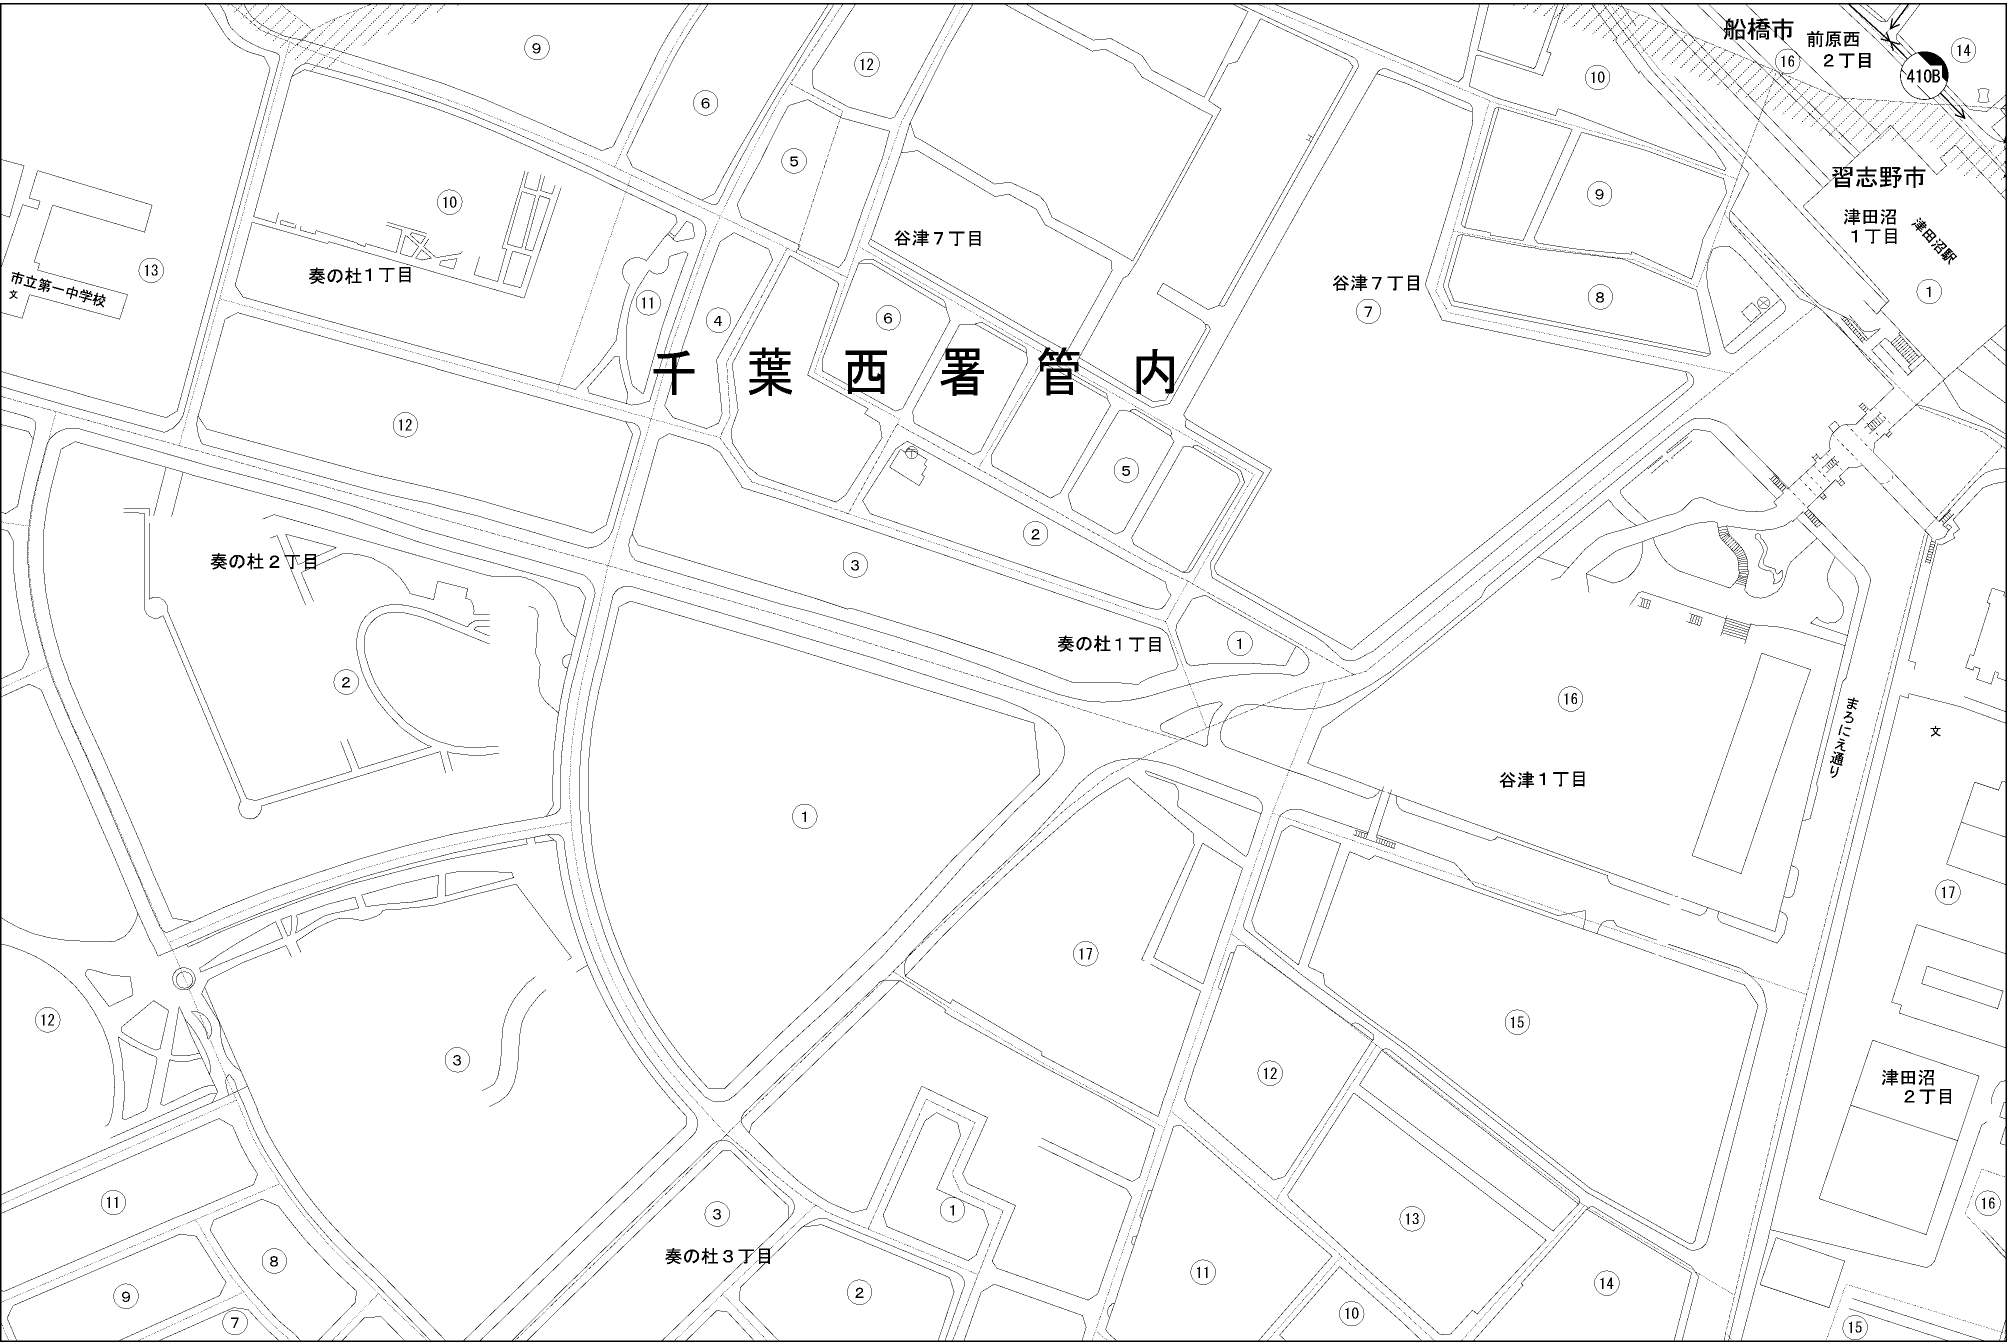 船橋市
前原西
２丁目
⑯
⑭
410B
⑨
⑫
⑩
⑥
⑤
習志野市
津田沼
１丁目
津田沼駅
①
⑩
⑨
⑪
奏の杜１丁目
⑬
市立第一中学校
文
谷津７丁目
谷津７丁目
⑦
⑧
④
⑥
千葉西署管内
⑫
⑤
②
③
奏の杜２丁目
②
奏の杜１丁目
①
⑯
谷津１丁目
まろにえ通り
文
①
⑰
⑰
⑫
③
⑮
⑫
津田沼
２丁目
⑪
⑧
⑨
⑦
③
奏の杜３丁目
①
②
⑬
⑪
⑩
⑭
⑯
⑮